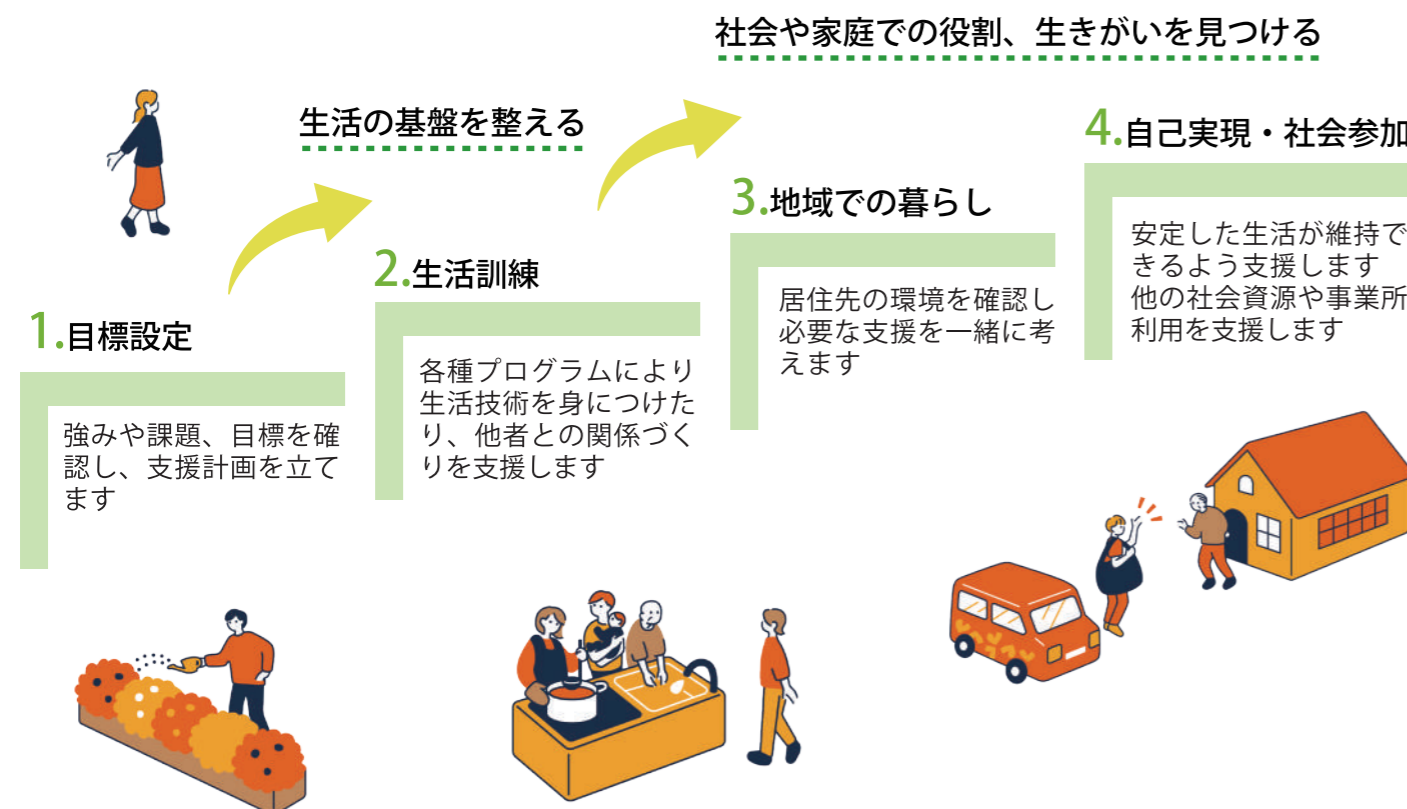 社会や家庭での役割、生きがいを見つける
生活の基盤を整える
1.目標設定
強みや課題、目標を確
認し、支援計画を立て
ます
2.生活訓練
各種プログラムにより
生活技術を身につけた
り、他者との関係づく
りを支援します
3.地域での暮らし
居住先の環境を確認し
必要な支援を一緒に考
えます
4.自己実現・社会参加
安定した生活が維持で
きるよう支援します
他の社会資源や事業所
利用を支援します